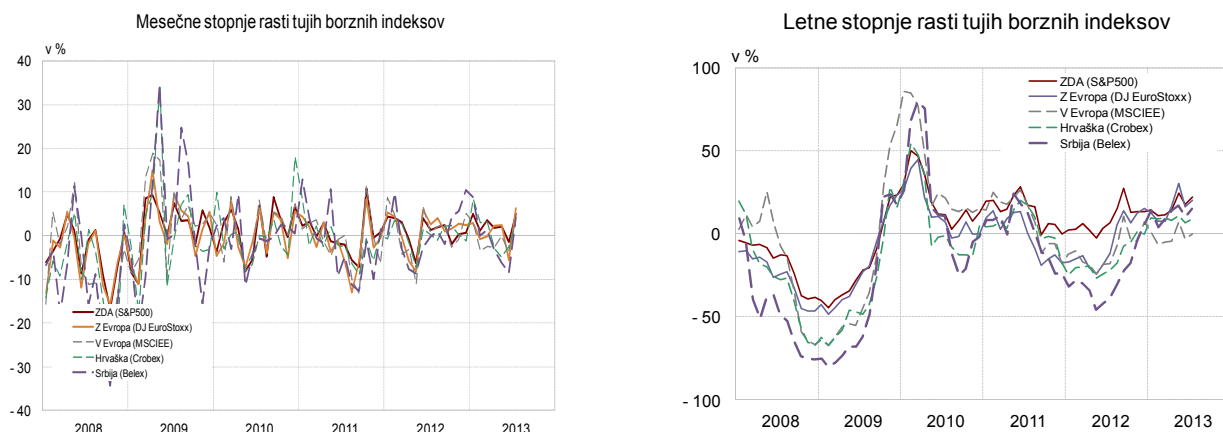 Mesečne stopnje rasti tujih borznih indeksov
v %
40
30
20
10
0
- 10
- 20
- 30
- 40
ZDA (S&P500)
Z Evropa (DJ EuroStoxx)
V Evropa (MSCIEE)
Hrvaška (Crobex)
Srbija (Belex)
2008 2009 2010 2011 2012 2013
Letne stopnje rasti tujih borznih indeksov
v %
100
50
0
- 50
- 100
ZDA (S&P500)
Z Evropa (DJ EuroStoxx)
V Evropa (MSCIEE)
Hrvaška (Crobex)
Srbija (Belex)
2008 2009 2010 2011 2012 2013